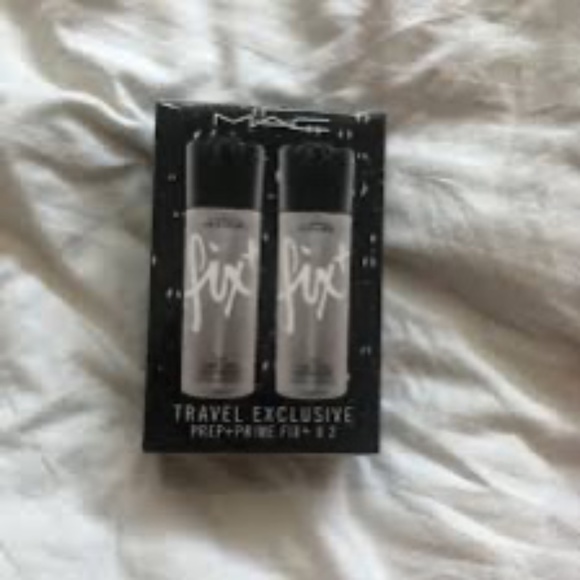 MAC
fix+
fix+
TRAVEL EXCLUSIVE
PREP+PRIME FIX+ X 2